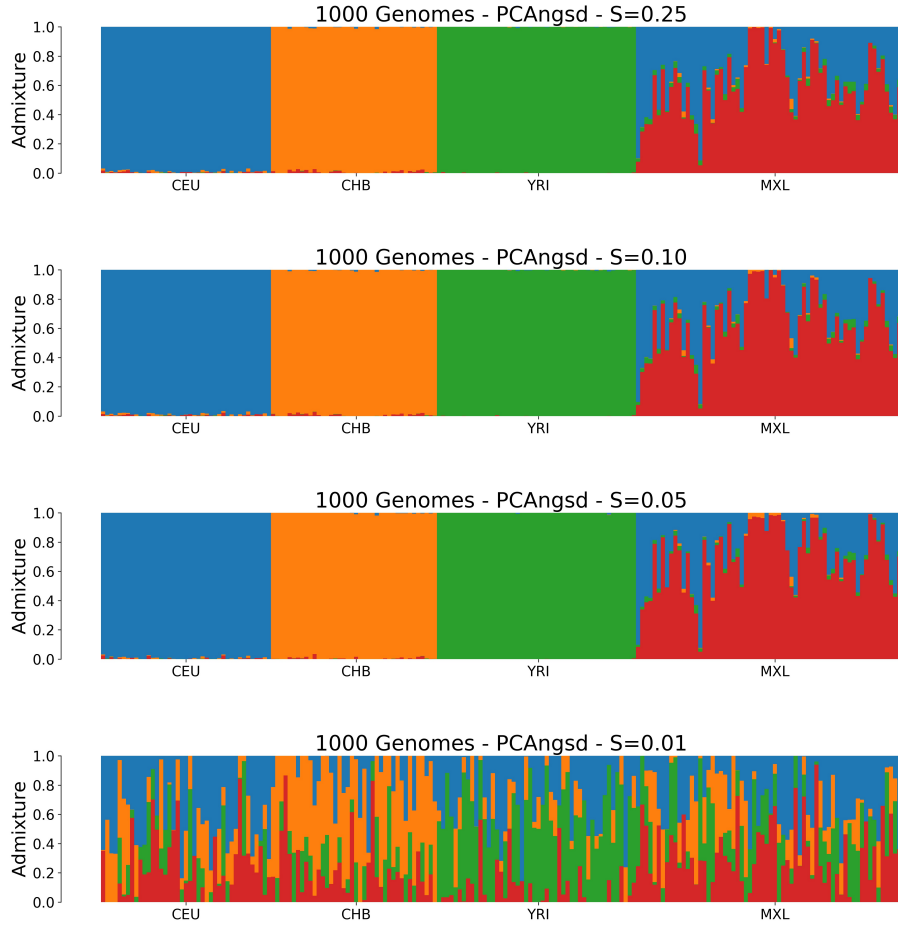 1000 Genomes - PCAngsd - S=0.25
Admixture
1.0
0.8
0.6
0.4
0.2
0.0
CEU CHB YRI MXL
1000 Genomes - PCAngsd - S=0.10
Admixture
1.0
0.8
0.6
0.4
0.2
0.0
CEU CHB YRI MXL
1000 Genomes - PCAngsd - S=0.05
Admixture
1.0
0.8
0.6
0.4
0.2
0.0
CEU CHB YRI MXL
1000 Genomes - PCAngsd - S=0.01
Admixture
1.0
0.8
0.6
0.4
0.2
0.0
CEU CHB YRI MXL